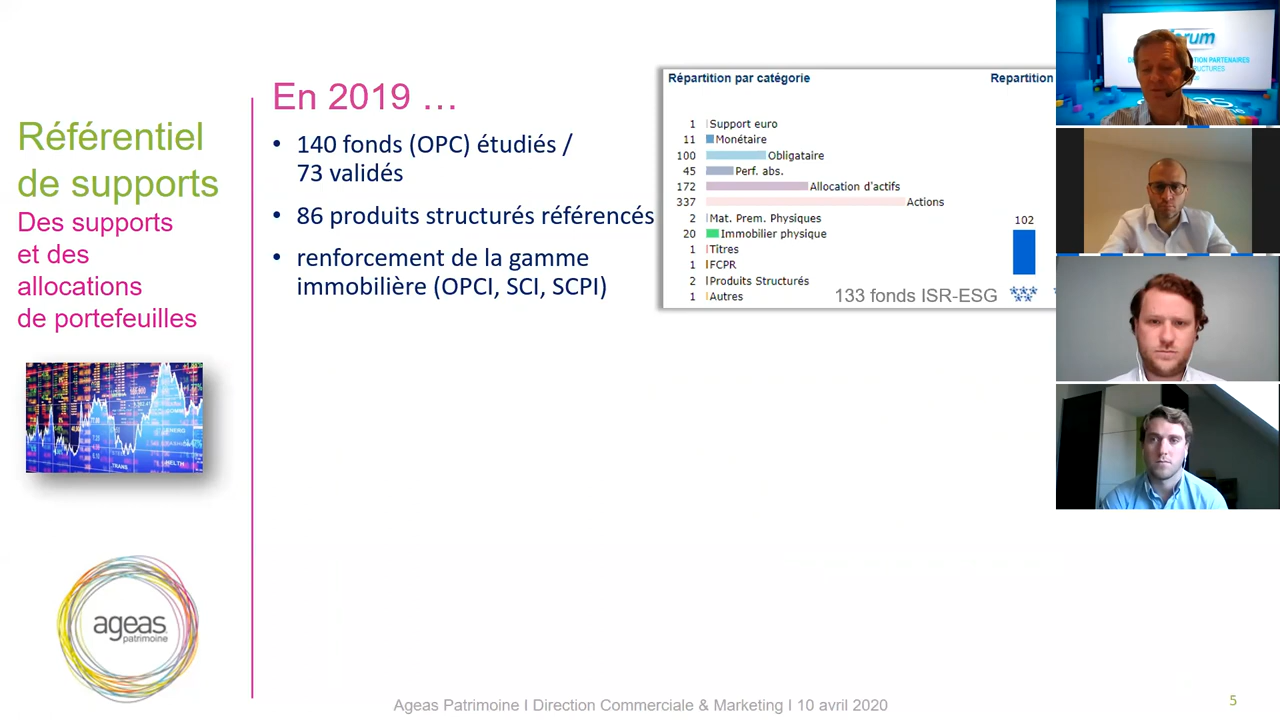 Référentiel
de supports
Des supports
et des
allocations
de portefeuilles
ageas
patrimoine
En 2019 …
• 140 fonds (OPC) étudiés /
73 validés
• 86 produits structurés référencés
• renforcement de la gamme
immobilière (OPCI, SCI, SCPI)
Répartition par catégorie
Repartition
1 Support euro
11 Monétaire
100 Obligataire
45 Perf. abs.
172 Allocation d'actifs
337 Actions
2 Mat. Prem. Physiques
20 Immobilier physique
1 Titres
1 FCPR
2 Produits Structurés
1 Autres
102
133 fonds ISR-ESG
Ageas Patrimoine I Direction Commerciale & Marketing I 10 avril 2020
5